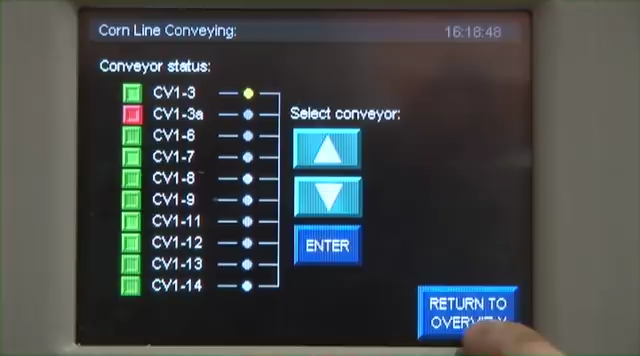 Corn Line Conveying:
16:18:48
Conveyor status:
CV1-3
CV1-3a
Select conveyor:
CV1-6
CV1-7
CV1-8
CV1-9
CV1-11
CV1-12
ENTER
CV1-13
CV1-14
RETURN TO
OVERVIEW